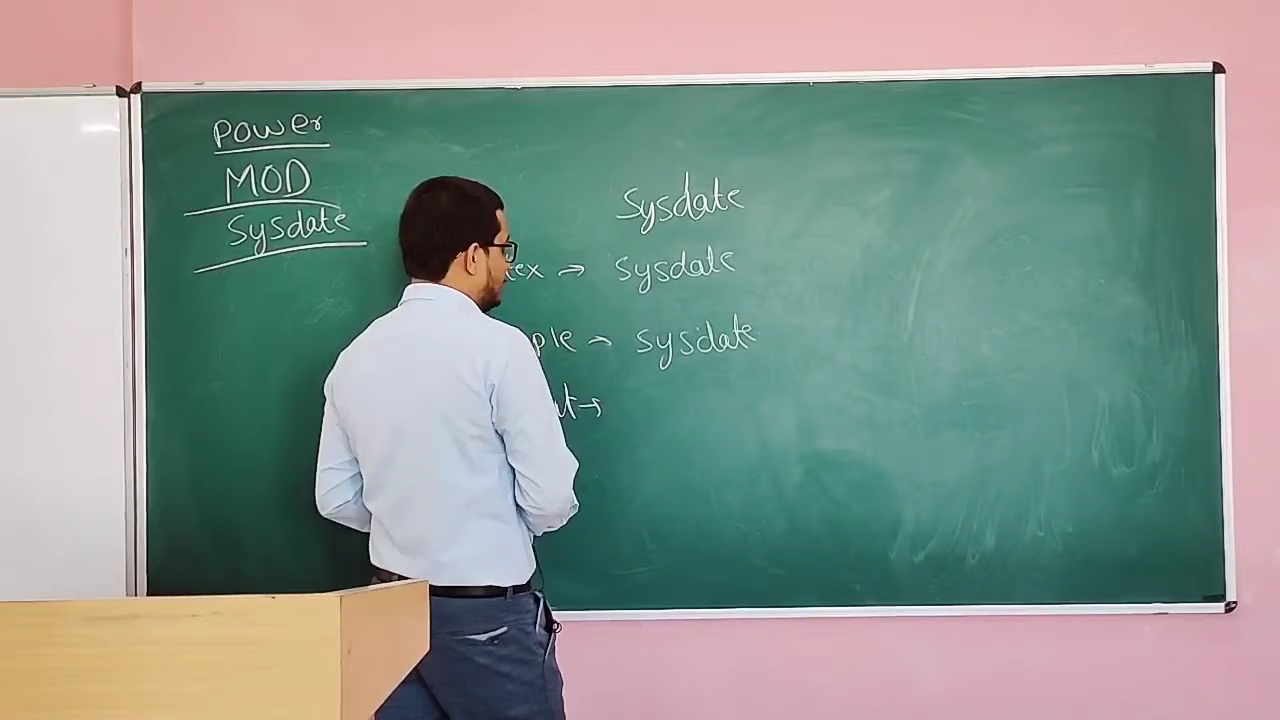 Power
MOD
Sysdate
Sysdate
→ Sysdate
→ Sysdate
→